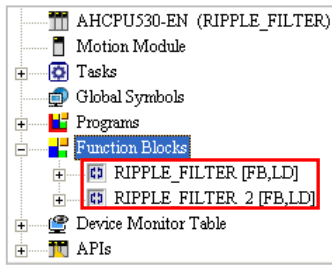 AHCPU530-EN (RIPPLE_FILTER)
Motion Module
Tasks
Global Symbols
Programs
Function Blocks
RIPPLE_FILTER [FB,LD]
RIPPLE_FILTER_2 [FB,LD]
Device Monitor Table
APIs